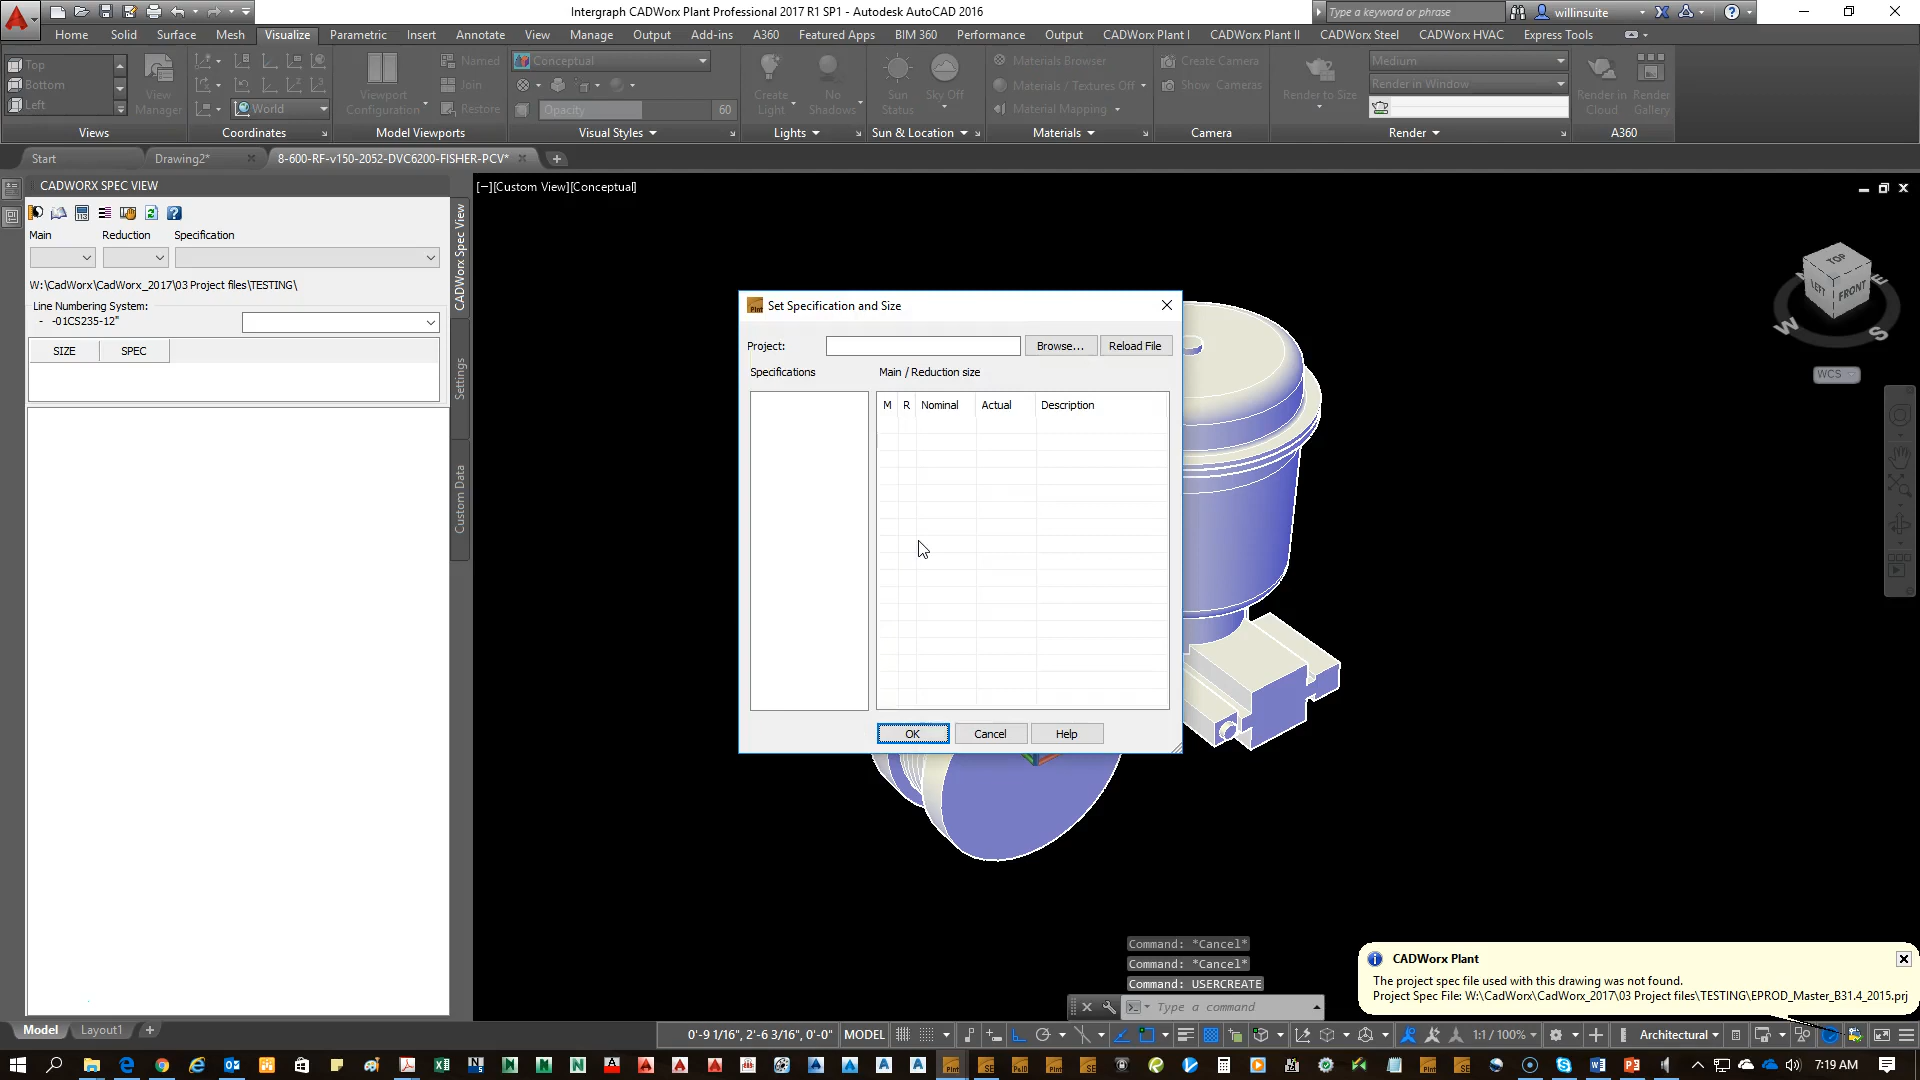 Intergraph CADWorx Plant Professional 2017 R1 SP1 - Autodesk AutoCAD 2016
Type a keyword or phrase
willinsuite
Home Solid Surface Mesh Visualize Parametric Insert Annotate View Manage Output Add-ins A360 Featured Apps BIM 360 Performance Output CADWorx Plant I CADWorx Plant II CADWorx Steel CADWorx HVAC Express Tools
Top
Bottom
Left
View Manager
World
Viewport Configuration
Named
Join
Restore
Conceptual
Opacity 60
Create Light
No Shadows
Sun Status
Sky Off
Materials Browser
Materials / Textures Off
Material Mapping
Create Camera
Show Cameras
Render to Size
Medium
Render in Window
Render in Cloud
Render Gallery
Views Coordinates Model Viewports Visual Styles Lights Sun & Location Materials Camera Render A360
Start Drawing2* 8-600-RF-v150-2052-DVC6200-FISHER-PCV*
CADWORX SPEC VIEW
Main Reduction Specification
W:\CadWorx\CadWorx_2017\03 Project files\TESTING\
Line Numbering System:
- -01CS235-12"
SIZE SPEC
CADWorx Spec View
Settings
Custom Data
[−][Custom View][Conceptual]
TOP
LEFT FRONT
W S E
WCS
Set Specification and Size
Project: Browse... Reload File
Specifications Main / Reduction size
M R Nominal Actual Description
OK Cancel Help
Command: *Cancel*
Command: *Cancel*
Command: USERCREATE
Type a command
CADWorx Plant
The project spec file used with this drawing was not found.
Project Spec File: W:\CadWorx\CadWorx_2017\03 Project files\TESTING\EPROD_Master_B31.4_2015.prj
Model Layout1
0'-9 1/16", 2'-6 3/16", 0'-0" MODEL 1:1 / 100% Architectural
7:19 AM